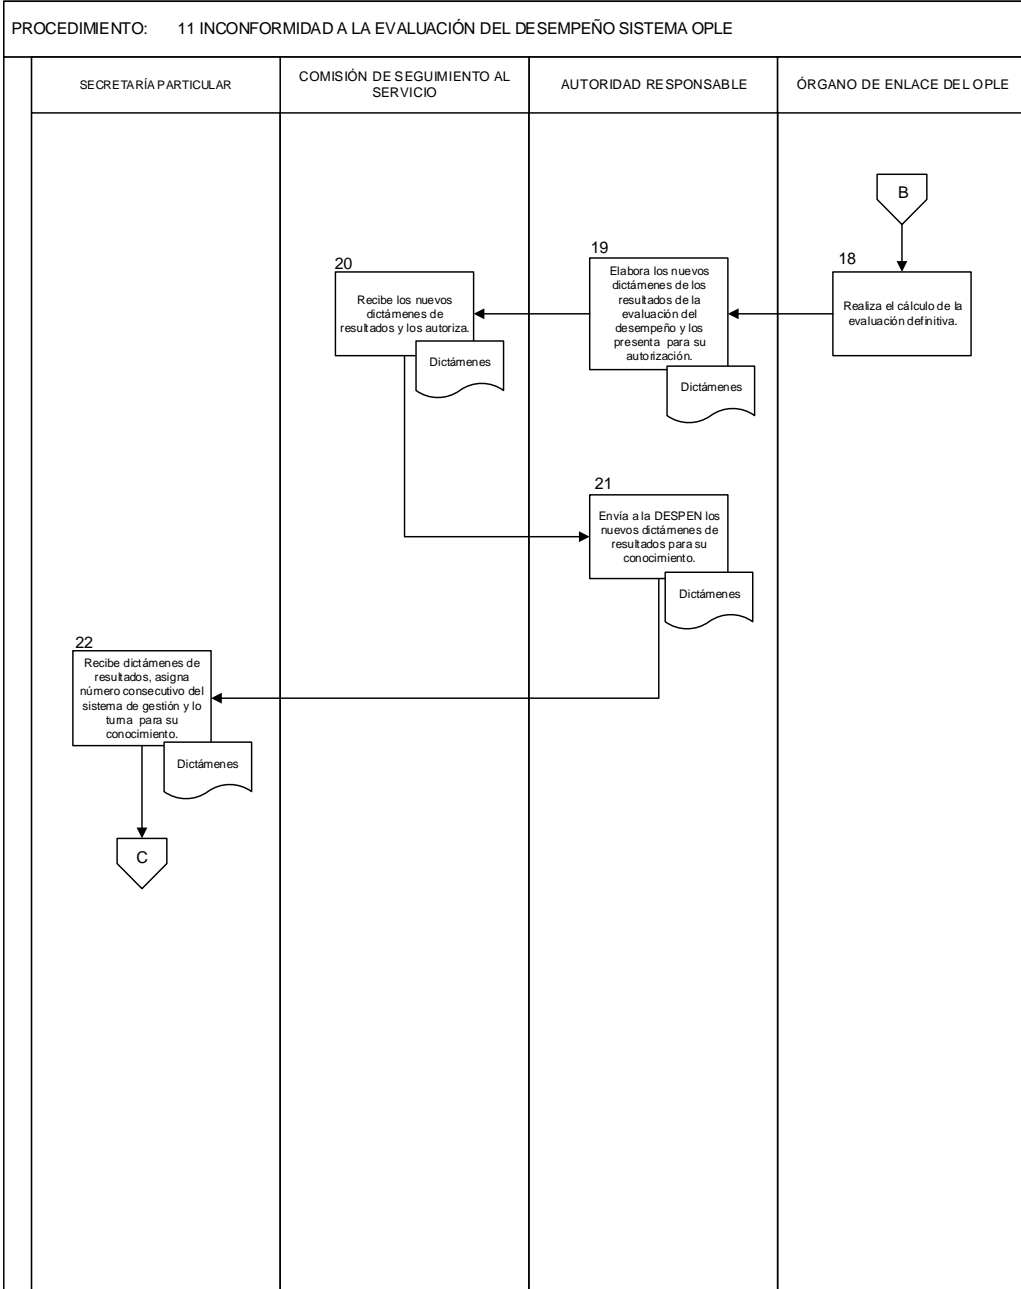 PROCEDIMIENTO: 11 INCONFORMIDAD A LA EVALUACIÓN DEL DESEMPEÑO SISTEMA OPLE
SECRETARÍA PARTICULAR
COMISIÓN DE SEGUIMIENTO AL
SERVICIO
AUTORIDAD RESPONSABLE
ÓRGANO DE ENLACE DEL OPLE
B
18
Realiza el cálculo de la
evaluación definitiva.
19
Elabora los nuevos
dictámenes de los
resultados de la
evaluación del
desempeño y los
presenta para su
autorización.
Dictámenes
20
Recibe los nuevos
dictámenes de
resultados y los autoriza.
Dictámenes
21
Envía a la DESPEN los
nuevos dictámenes de
resultados para su
conocimiento.
Dictámenes
22
Recibe dictámenes de
resultados, asigna
número consecutivo del
sistema de gestión y lo
turna para su
conocimiento.
Dictámenes
C